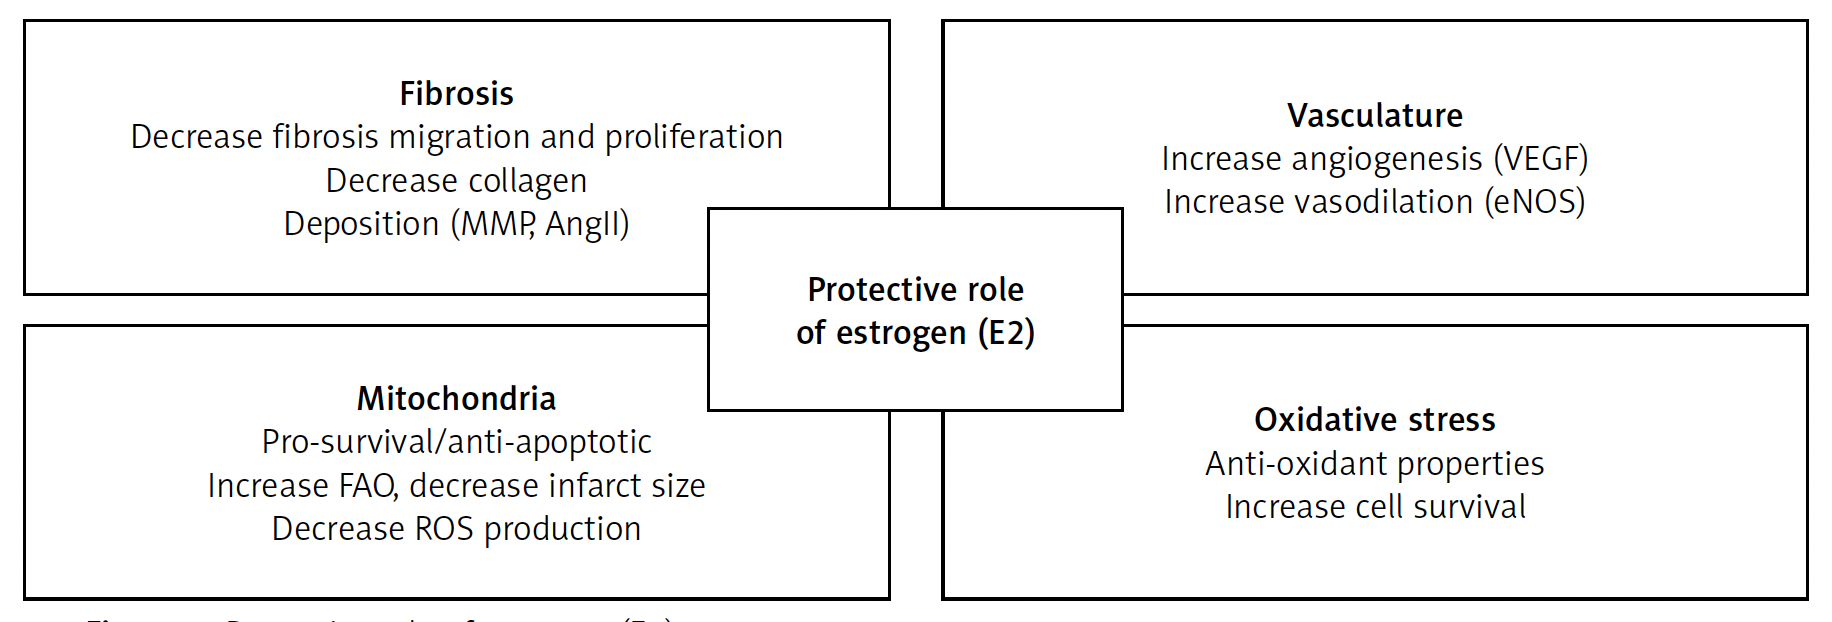 Fibrosis
Decrease fibrosis migration and proliferation
Decrease collagen
Deposition (MMP, AngII)
Vasculature
Increase angiogenesis (VEGF)
Increase vasodilation (eNOS)
Protective role
of estrogen (E2)
Mitochondria
Pro-survival/anti-apoptotic
Increase FAO, decrease infarct size
Decrease ROS production
Oxidative stress
Anti-oxidant properties
Increase cell survival